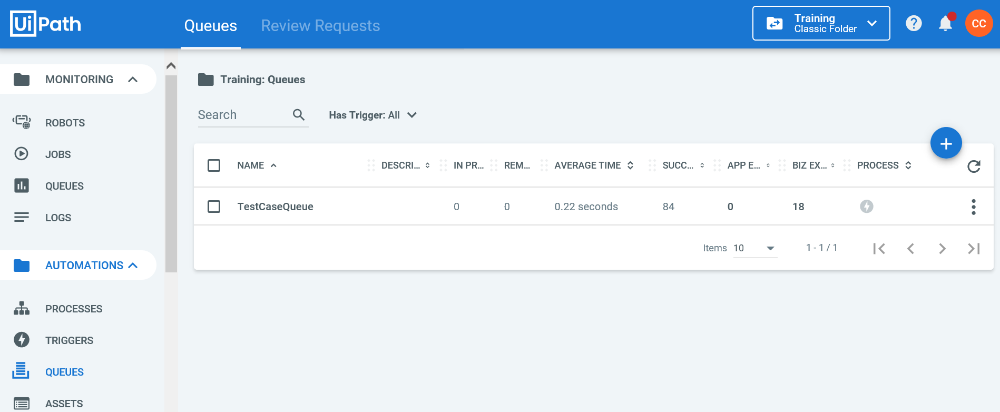 UiPath
Queues
Review Requests
Training
Classic Folder
?
CC
MONITORING
ROBOTS
JOBS
QUEUES
LOGS
AUTOMATIONS
PROCESSES
TRIGGERS
QUEUES
ASSETS
Training: Queues
Search
Has Trigger: All
+
NAME DESCRI... IN PR... REM... AVERAGE TIME SUCC... APP E... BIZ EX... PROCESS
TestCaseQueue 0 0 0.22 seconds 84 0 18
Items 10 1 - 1 / 1